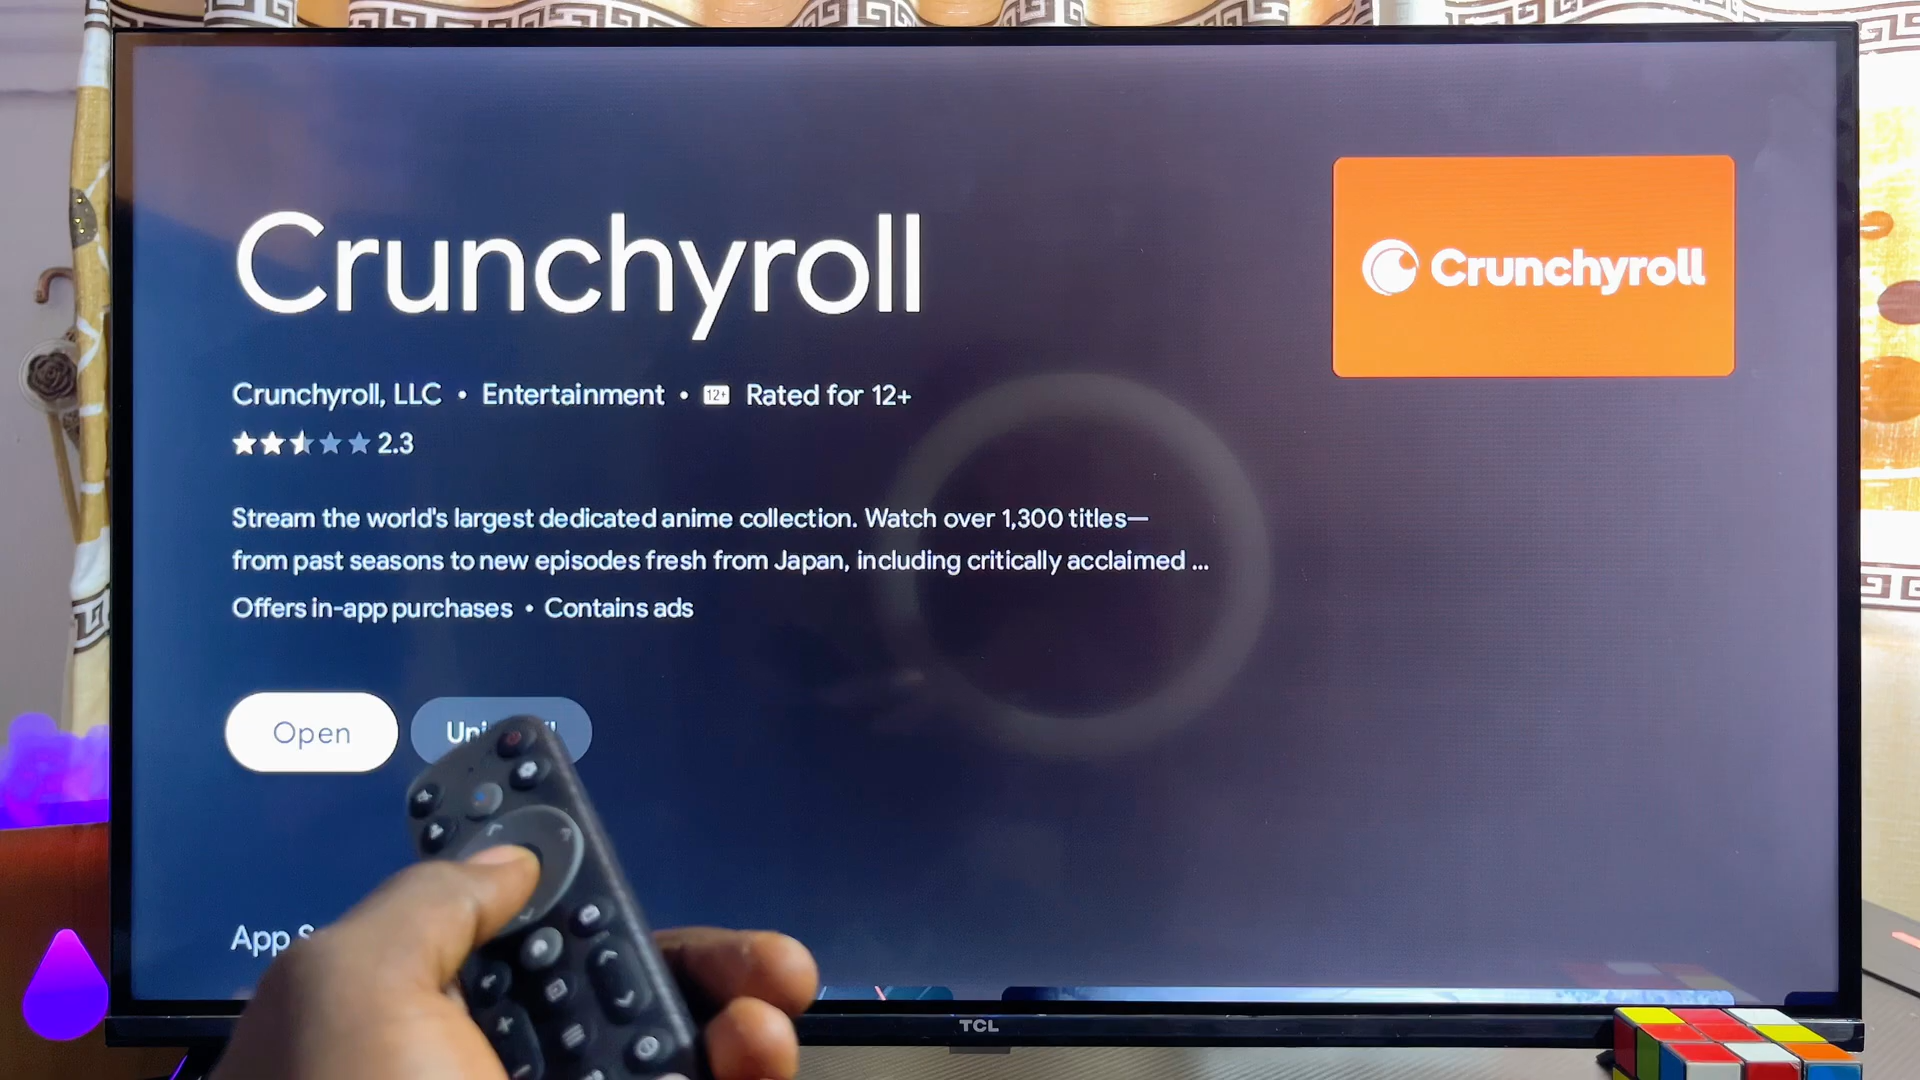 Crunchyroll
Crunchyroll
Crunchyroll, LLC • Entertainment • 12+ Rated for 12+
2.3
Stream the world's largest dedicated anime collection. Watch over 1,300 titles—
from past seasons to new episodes fresh from Japan, including critically acclaimed ...
Offers in-app purchases • Contains ads
Open
App
TCL